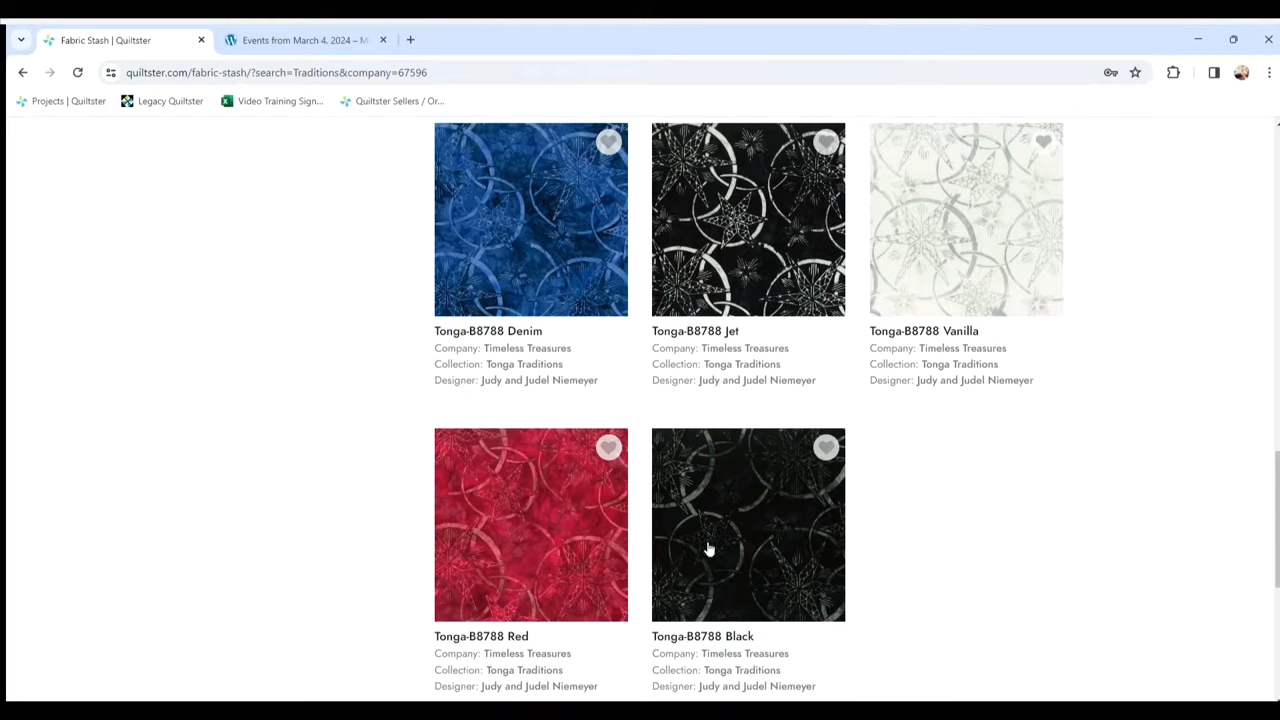 Fabric Stash | Quiltster
Events from March 4, 2024 – M
quiltster.com/fabric-stash/?search=Traditions&company=67596
Projects | Quiltster
Legacy Quiltster
Video Training Sign...
Quiltster Sellers / Or...
Tonga-B8788 Denim
Company: Timeless Treasures
Collection: Tonga Traditions
Designer: Judy and Judel Niemeyer
Tonga-B8788 Jet
Company: Timeless Treasures
Collection: Tonga Traditions
Designer: Judy and Judel Niemeyer
Tonga-B8788 Vanilla
Company: Timeless Treasures
Collection: Tonga Traditions
Designer: Judy and Judel Niemeyer
Tonga-B8788 Red
Company: Timeless Treasures
Collection: Tonga Traditions
Designer: Judy and Judel Niemeyer
Tonga-B8788 Black
Company: Timeless Treasures
Collection: Tonga Traditions
Designer: Judy and Judel Niemeyer